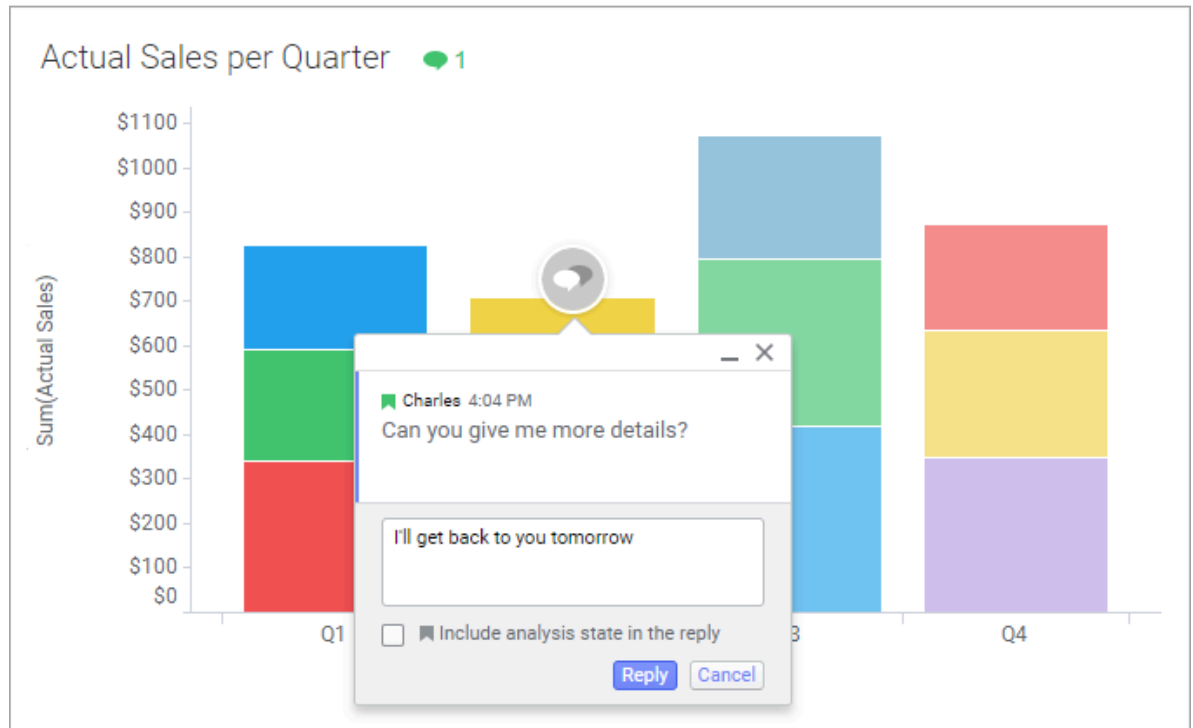 Actual Sales per Quarter 1
$1100
$1000
$900
$800
$700
$600
$500
$400
$300
$200
$100
$0
Sum(Actual Sales)
Charles 4:04 PM
Can you give me more details?
I'll get back to you tomorrow
Include analysis state in the reply
Reply Cancel
Q1 3 Q4